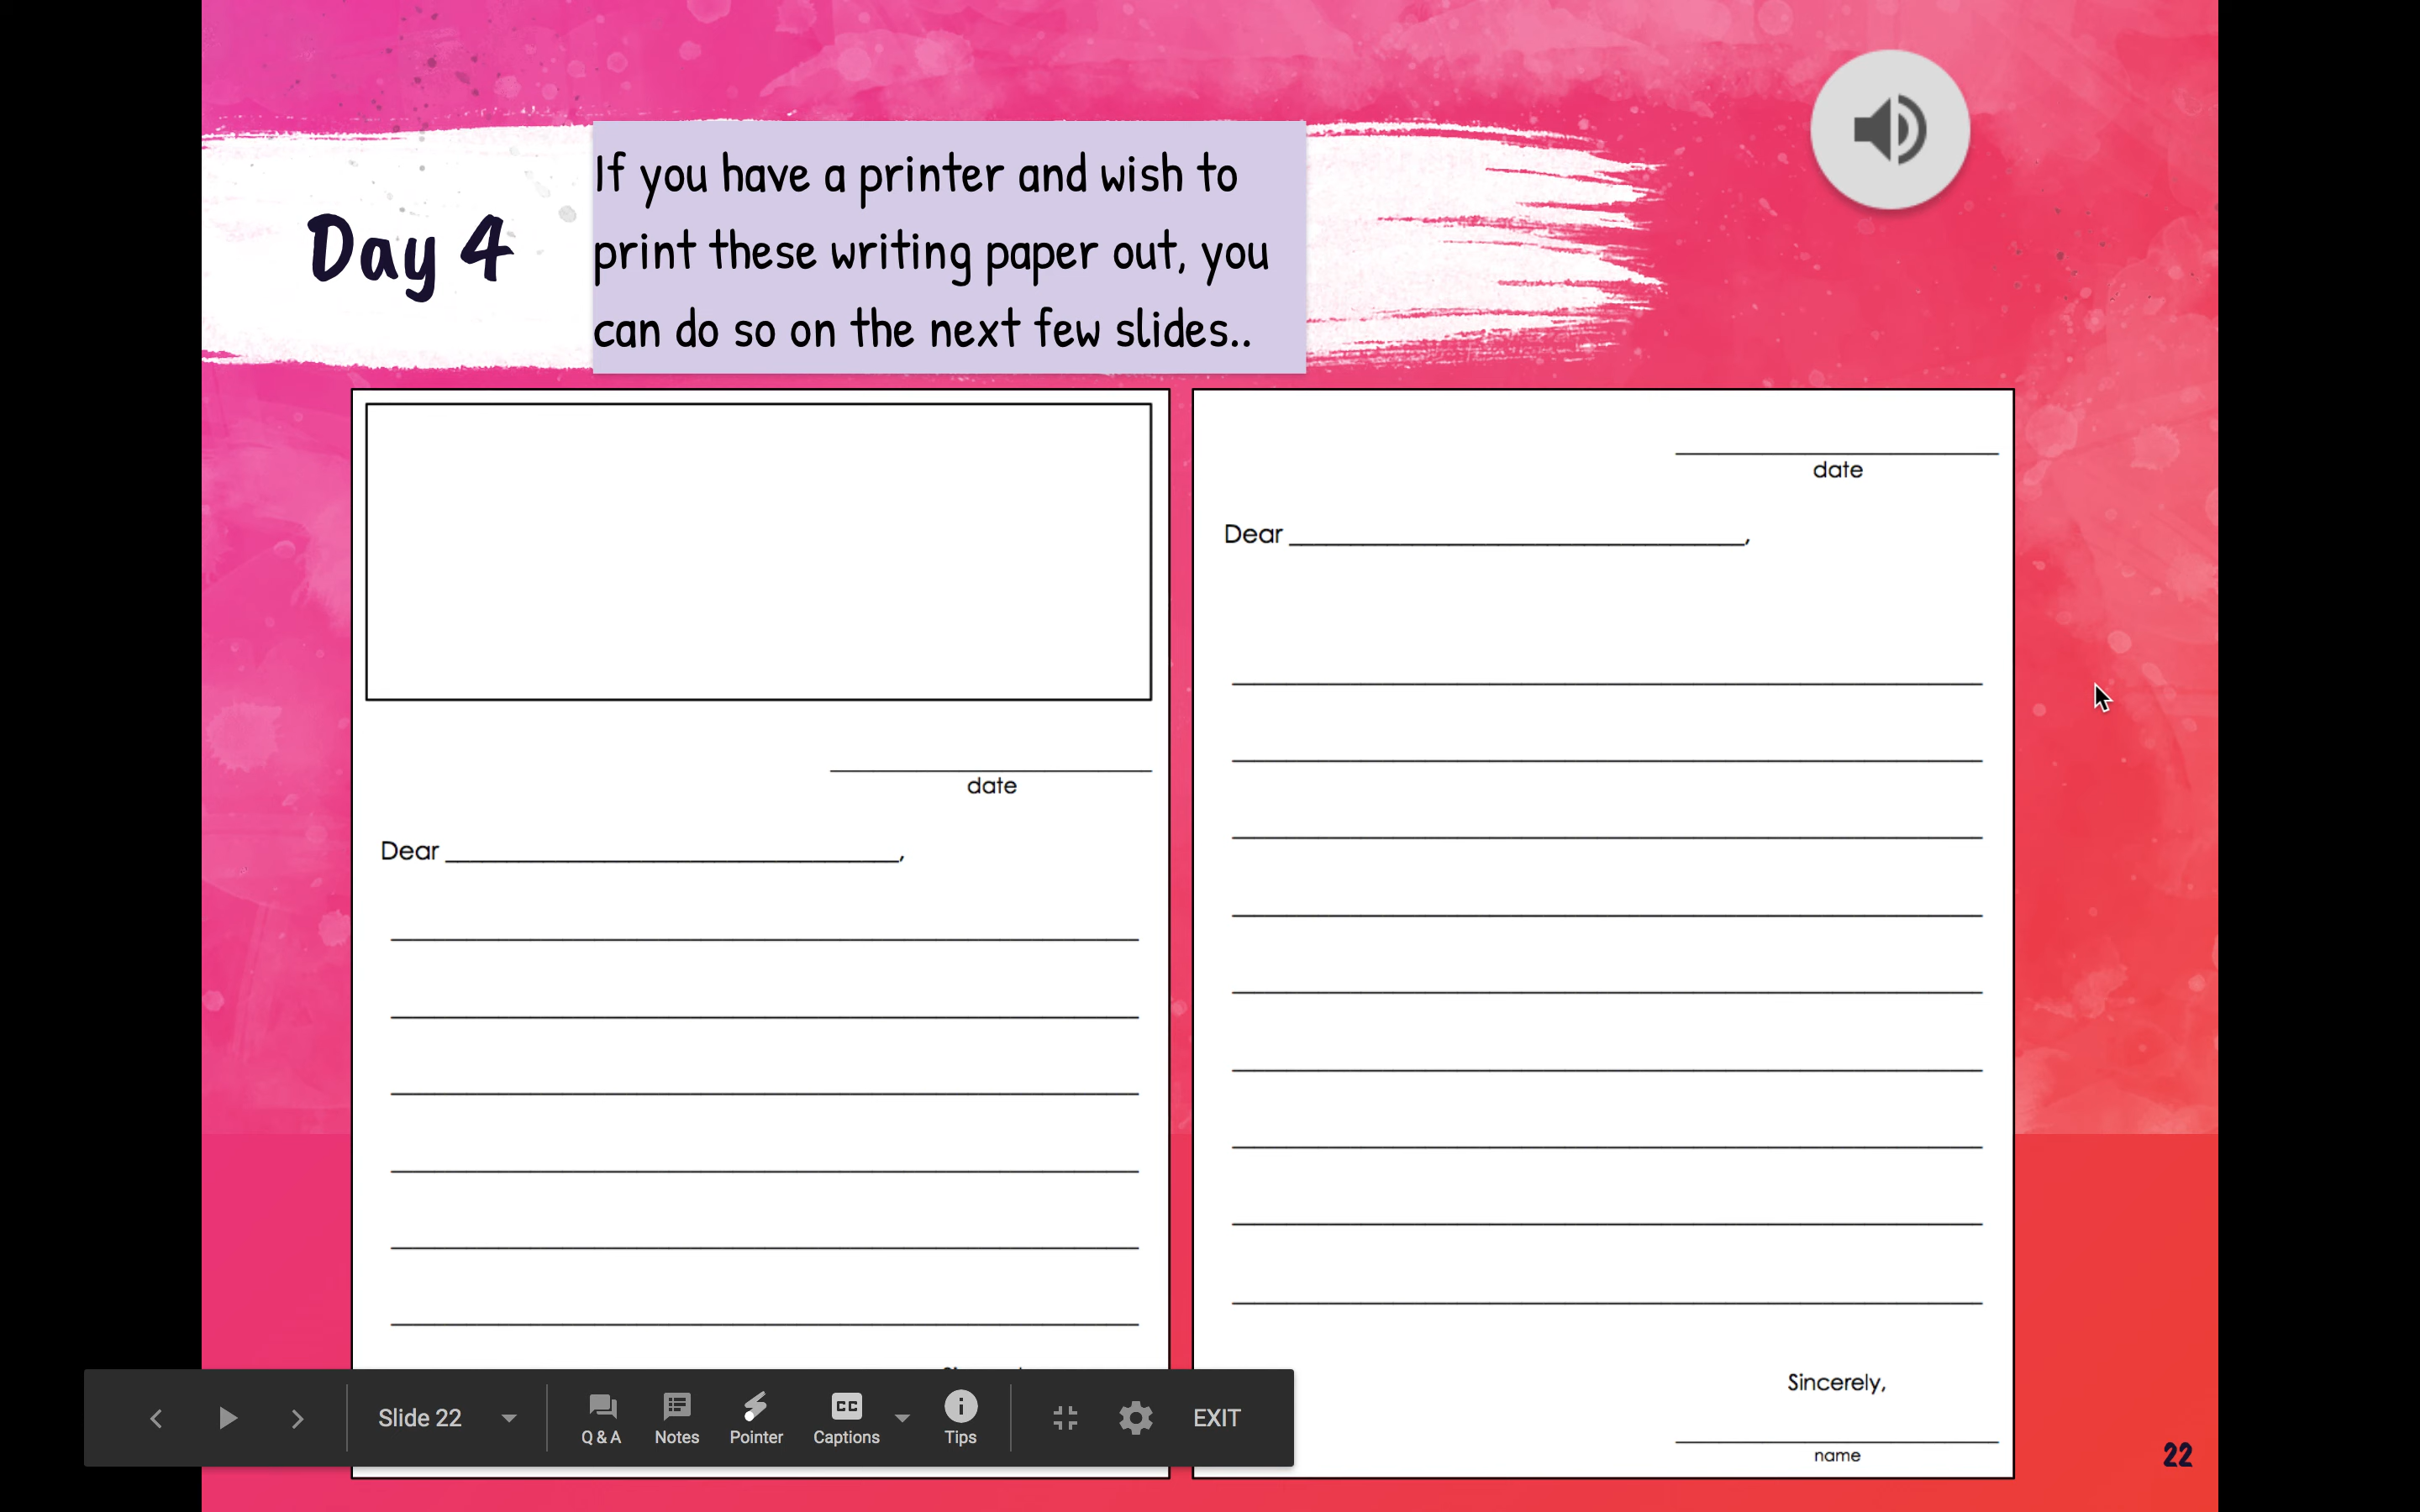 Day 4
If you have a printer and wish to
print these writing paper out, you
can do so on the next few slides..
date
Dear ,
date
Dear ,
Sincerely,
name
Slide 22
Q & A
Notes
Pointer
CC
Captions
Tips
EXIT
22